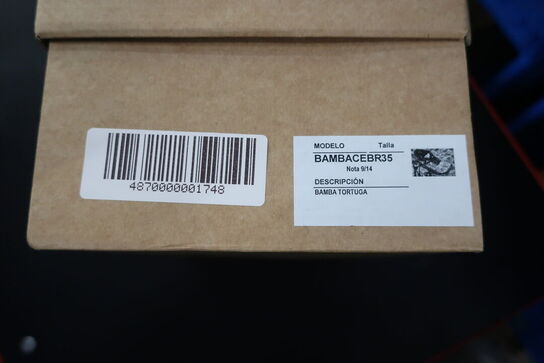 4870000001748
MODELO Talla
BAMBACEBR35
Nota 9/14
DESCRIPCIÓN
BAMBA TORTUGA